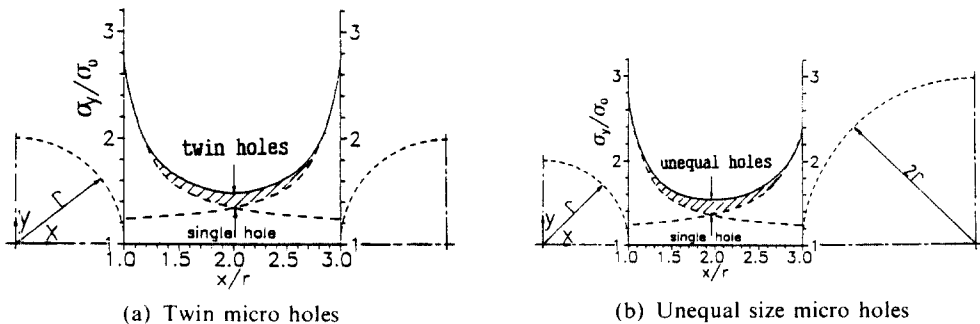 σy/σ0
3
2
1
3
2
1
twin holes
single hole
r
y
x
1.0 1.5 2.0 2.5 3.0
x/r
(a) Twin micro holes
σy/σ0
3
2
1
3
2
1
unequal holes
single hole
r
2r
y
x
1.0 1.5 2.0 2.5 3.0
x/r
(b) Unequal size micro holes